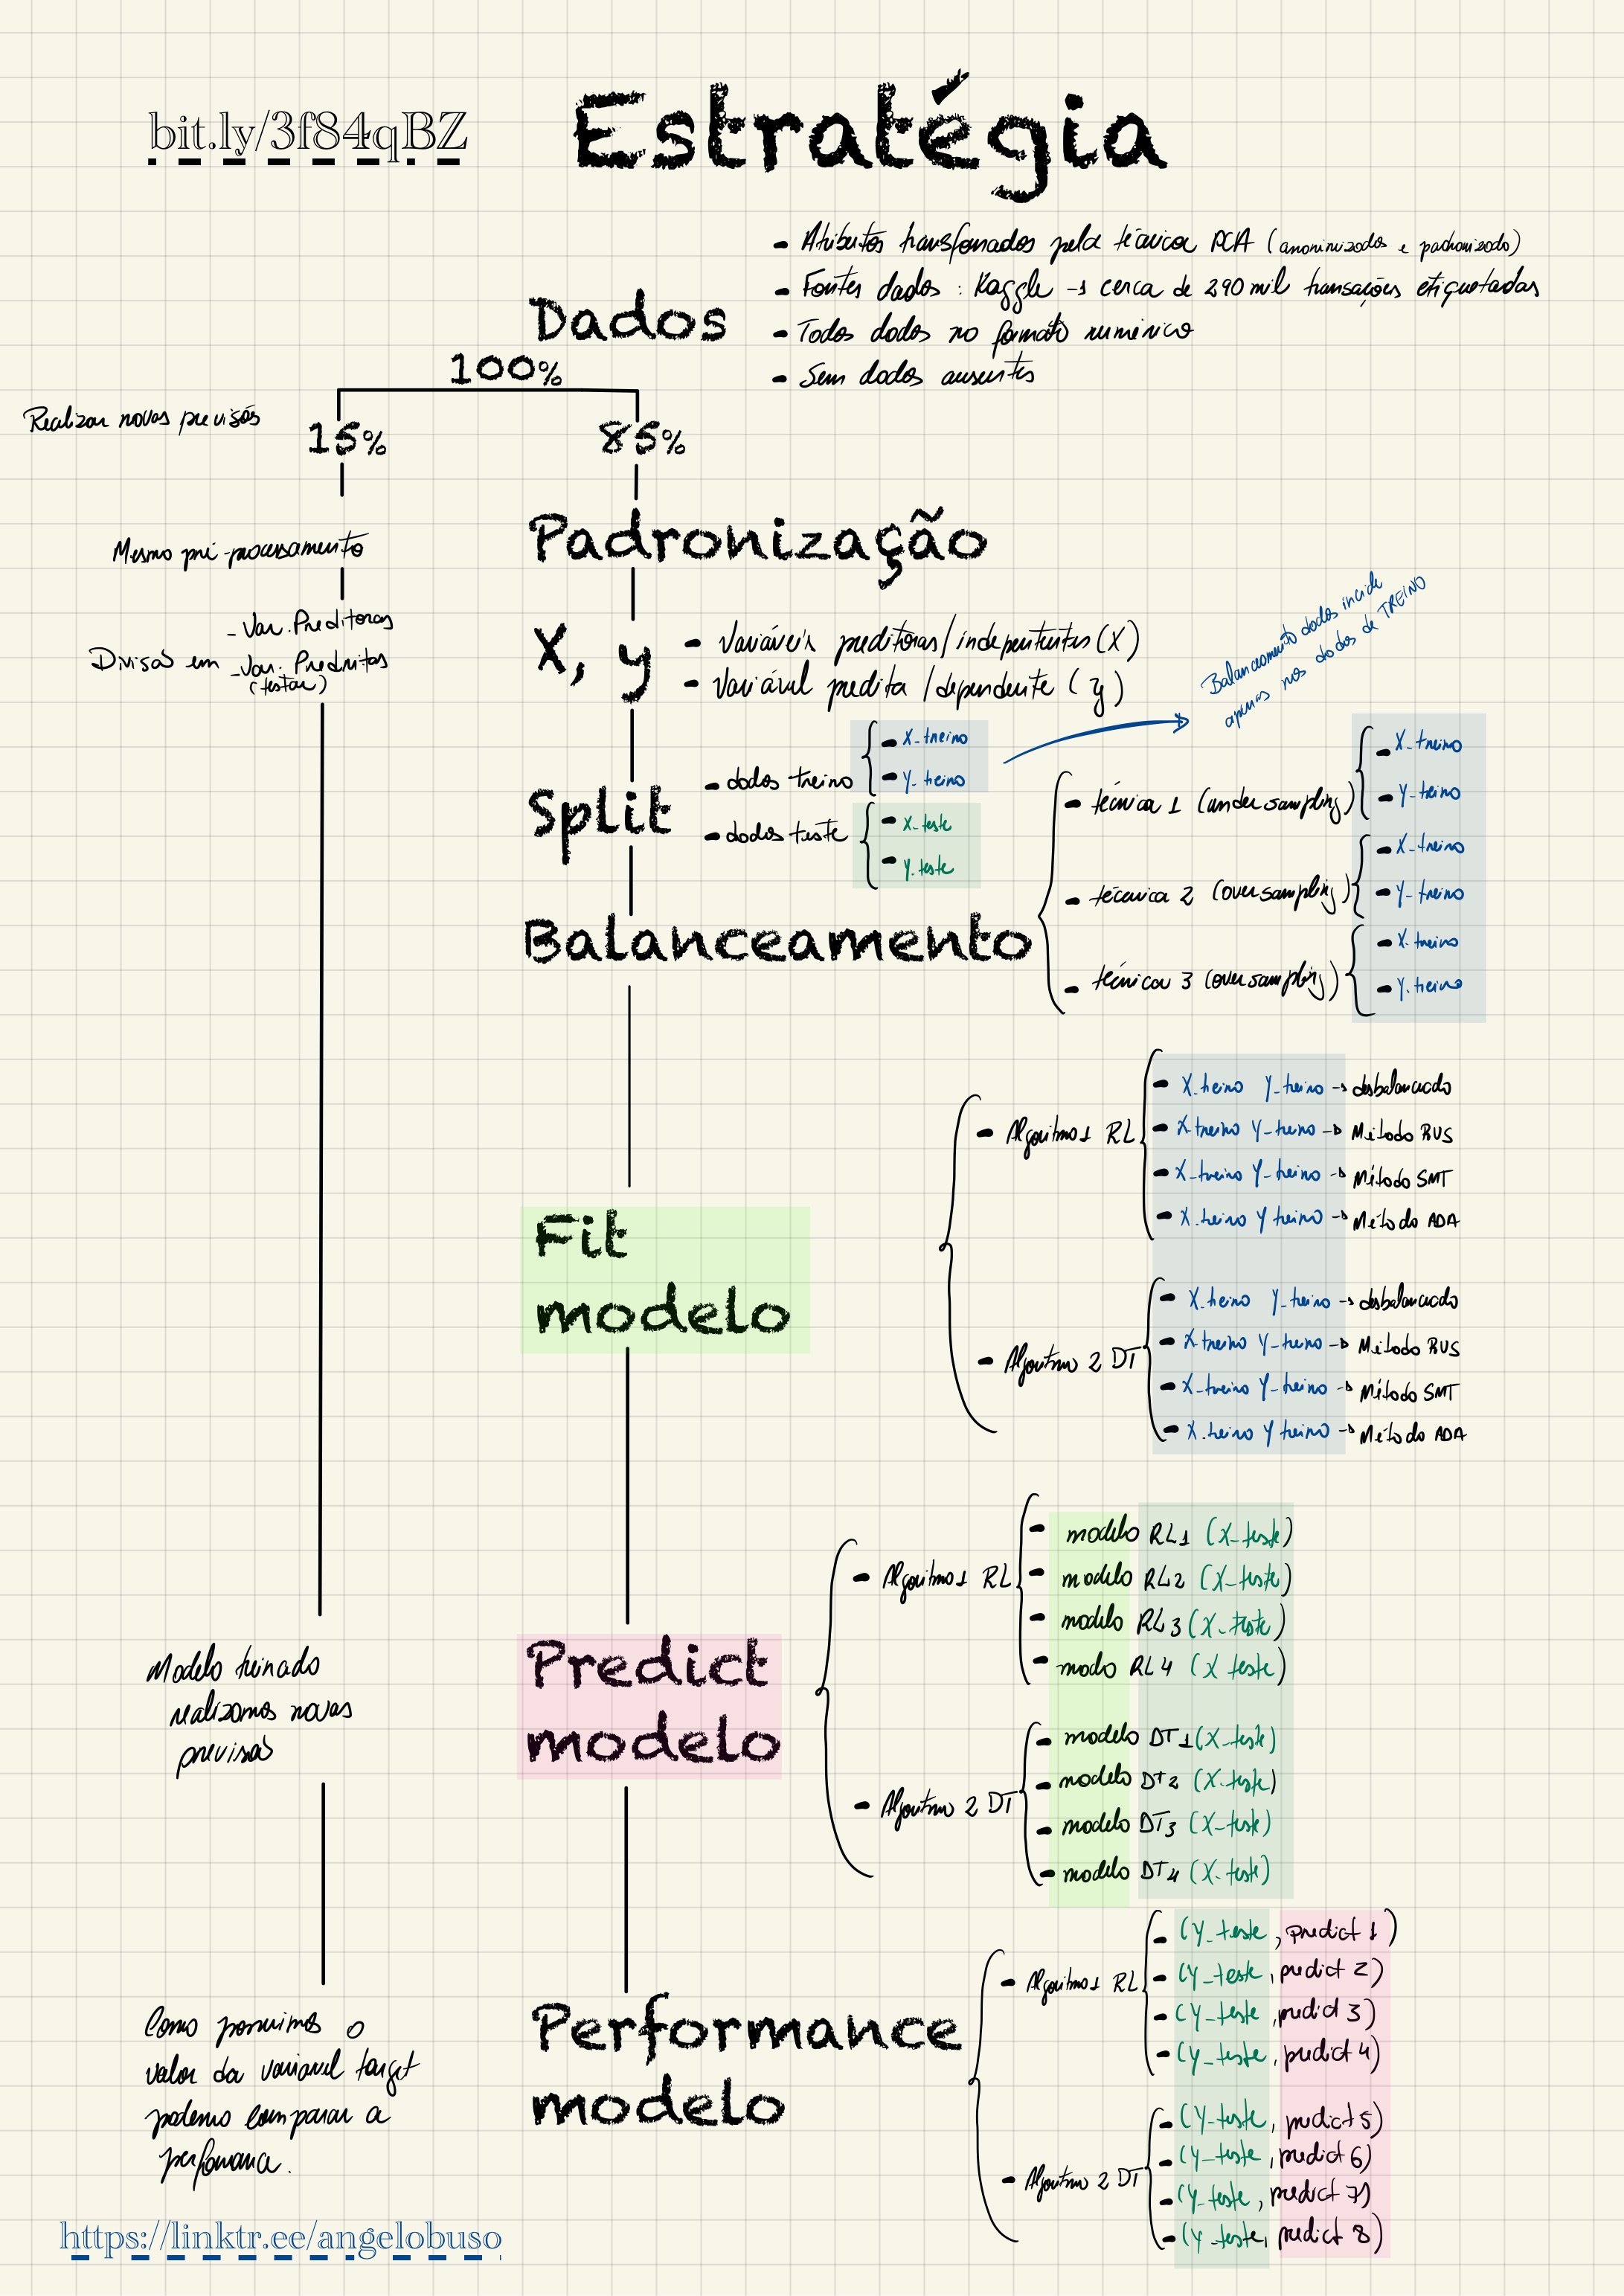 bit.ly/3f84qBZ
Estratégia
- Atributos transformados pela técnica PCA (anonimizados e padronizado)
- Fontes dados : Kaggle → cerca de 290 mil transações etiquetadas
- Todos dados no formato numérico
- Sem dados ausentes
Dados
100%
Realizar novas previsões
15%
85%
Mesmo pré-processamento
- Var. Preditoras
Divisão em - Var. Preduitas
(testar)
Padronização
X, y
- Variáveis preditoras/indepententes (X)
- Variável predita /dependente (y)
Balanceamento dados incide
apenas nos dados de TREINO
Split
- dados treino
- X_treino
- Y_treino
- dados teste
- X_teste
- Y_teste
Balanceamento
- técnica 1 (undersampling)
- X_treino
- Y_treino
- técnica 2 (oversampling)
- X_treino
- Y_treino
- técnica 3 (oversampling)
- X_treino
- Y_treino
Fit
modelo
- Algoritmo 1 RL
- X_treino Y_treino → desbalanceado
- X_treino Y_treino → Método RUS
- X_treino Y_treino → Método SMT
- X_treino Y treino → Método ADA
- Algoritmo 2 DT
- X_treino Y_treino → desbalanceado
- X_treino Y_treino → Método RUS
- X_treino Y_treino → Método SMT
- X_treino Y treino → Método ADA
Modelo treinado
realizamos novas
previsões
Predict
modelo
- Algoritmo 1 RL
- modelo RL1 (X_teste)
- modelo RL2 (X_teste)
- modelo RL3 (X_teste)
- modo RL4 (X teste)
- Algoritmo 2 DT
- modelo DT1 (X_teste)
- modelo DT2 (X_teste)
- modelo DT3 (X_teste)
- modelo DT4 (X_teste)
Como possuimos o
valor da variavel target
podemos comparar a
performance.
Performance
modelo
- Algoritmo 1 RL
- (Y_teste, predict 1)
- (Y_teste, predict 2)
- (Y_teste, predict 3)
- (Y_teste, predict 4)
- Algoritmo 2 DT
- (Y_teste, predict 5)
- (Y_teste, predict 6)
- (Y_teste, predict 7)
- (Y_teste, predict 8)
https://linktr.ee/angelobuso